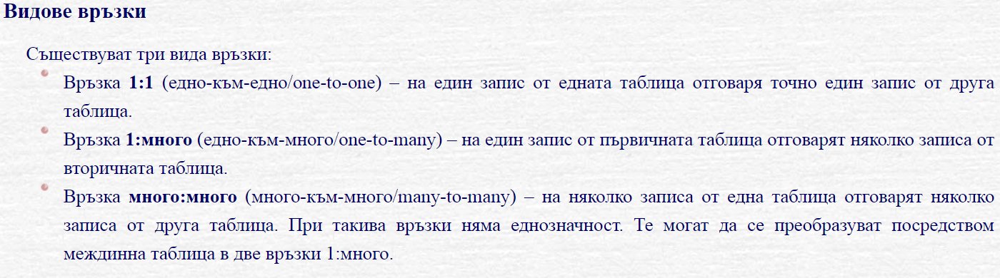 Видове връзки
Съществуват три вида връзки:
Връзка 1:1 (едно-към-едно/one-to-one) – на един запис от едната таблица отговаря точно един запис от друга
таблица.
Връзка 1:много (едно-към-много/one-to-many) – на един запис от първичната таблица отговарят няколко записа от
вторичната таблица.
Връзка много:много (много-към-много/many-to-many) – на няколко записа от една таблица отговарят няколко
записа от друга таблица. При такива връзки няма еднозначност. Те могат да се преобразуват посредством
междинна таблица в две връзки 1:много.